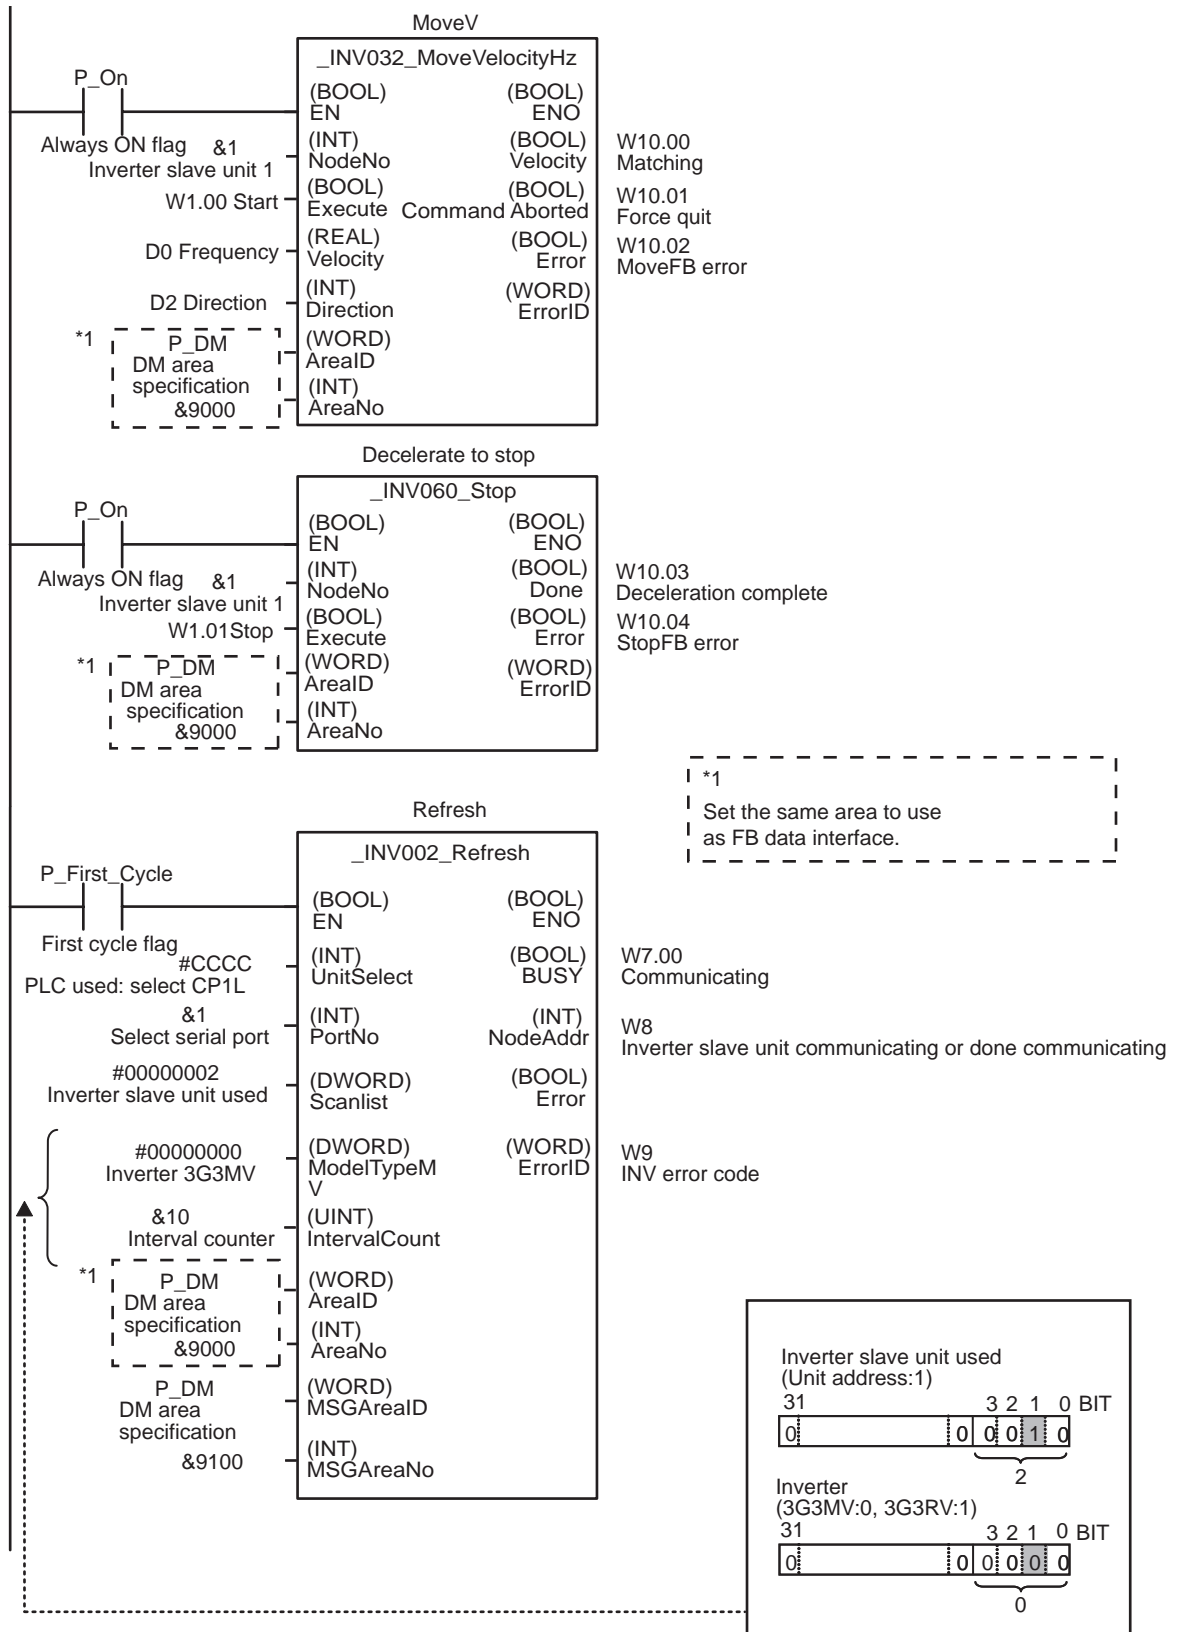 MoveV
_INV032_MoveVelocityHz
P_On
(BOOL) (BOOL)
EN ENO
Always ON flag &1 (INT) (BOOL) W10.00
Inverter slave unit 1 NodeNo Velocity Matching
W1.00 Start (BOOL) (BOOL) W10.01
Execute Command Aborted Force quit
D0 Frequency (REAL) (BOOL) W10.02
Velocity Error MoveFB error
D2 Direction (INT) (WORD)
Direction ErrorID
*1 P_DM (WORD)
DM area AreaID
specification (INT)
&9000 AreaNo
Decelerate to stop
_INV060_Stop
P_On
(BOOL) (BOOL)
EN ENO
Always ON flag &1 (INT) (BOOL) W10.03
Inverter slave unit 1 NodeNo Done Deceleration complete
W1.01Stop (BOOL) (BOOL) W10.04
Execute Error StopFB error
*1 P_DM (WORD) (WORD)
DM area AreaID ErrorID
specification (INT)
&9000 AreaNo
*1
Set the same area to use
as FB data interface.
Refresh
_INV002_Refresh
P_First_Cycle
(BOOL) (BOOL)
EN ENO
First cycle flag
#CCCC (INT) (BOOL) W7.00
PLC used: select CP1L UnitSelect BUSY Communicating
&1 (INT) (INT) W8
Select serial port PortNo NodeAddr Inverter slave unit communicating or done communicating
#00000002 (DWORD) (BOOL)
Inverter slave unit used Scanlist Error
#00000000 (DWORD) (WORD) W9
Inverter 3G3MV ModelTypeM ErrorID INV error code
V
&10 (UINT)
Interval counter IntervalCount
*1 P_DM (WORD)
DM area AreaID
specification (INT)
&9000 AreaNo
P_DM (WORD)
DM area MSGAreaID
specification
&9100 (INT)
MSGAreaNo
Inverter slave unit used
(Unit address:1)
31 3 2 1 0 BIT
0 0 0 0 1 0
2
Inverter
(3G3MV:0, 3G3RV:1)
31 3 2 1 0 BIT
0 0 0 0 0 0
0